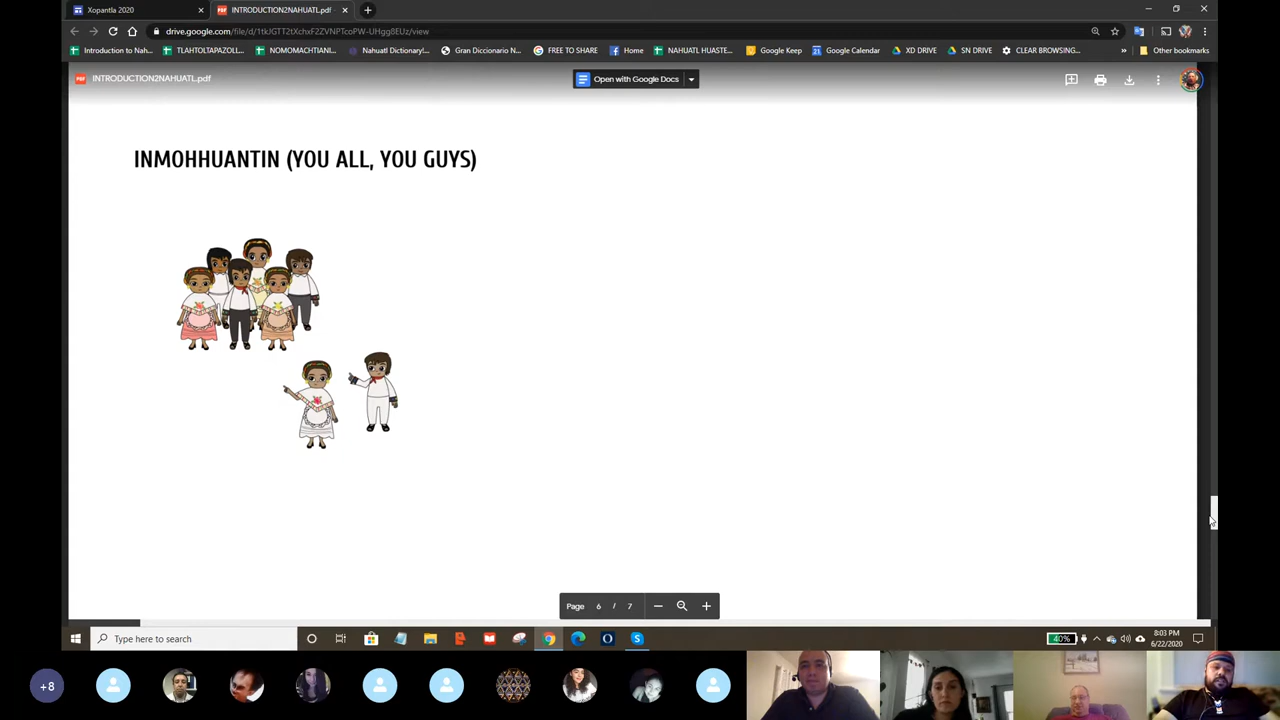 Xopantla 2020
INTRODUCTION2NAHUATL.pdf
drive.google.com/file/d/1tkJGTT2tXchxF2ZVNPTcoPW-UHgg8EUz/view
Introduction to Nah
TLAHTOLTAPAZOLL
NOMOMACHTIANI
Nahuatl Dictionary/
Gran Diccionario N
FREE TO SHARE
Home
NAHUATL HUASTE
Google Keep
Google Calendar
XD DRIVE
SN DRIVE
CLEAR BROWSING...
Other bookmarks
INTRODUCTION2NAHUATL.pdf
Open with Google Docs
INMOHHUANTIN (YOU ALL, YOU GUYS)
Page 6 / 7
Type here to search
40%
8:03 PM
6/22/2020
+8